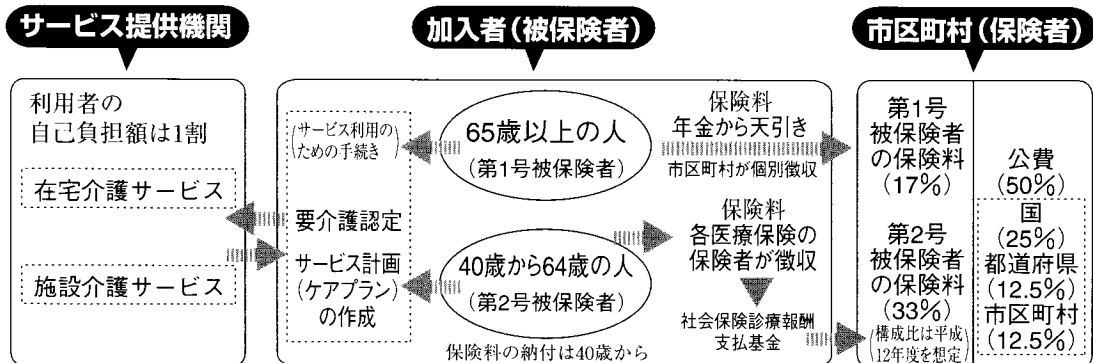 サービス提供機関
利用者の
自己負担額は1割
在宅介護サービス
施設介護サービス
加入者(被保険者)
(サービス利用の
ための手続き)
要介護認定
サービス計画
(ケアプラン)
の作成
65歳以上の人
(第1号被保険者)
40歳から64歳の人
(第2号被保険者)
保険料の納付は40歳から
保険料
年金から天引き
市区町村が個別徴収
保険料
各医療保険の
保険者が徴収
社会保険診療報酬
支払基金
市区町村(保険者)
第1号
被保険者
の保険料
(17%)
第2号
被保険者
の保険料
(33%)
(構成比は平成
12年度を想定)
公費
(50%)
国
(25%)
都道府県
(12.5%)
市区町村
(12.5%)